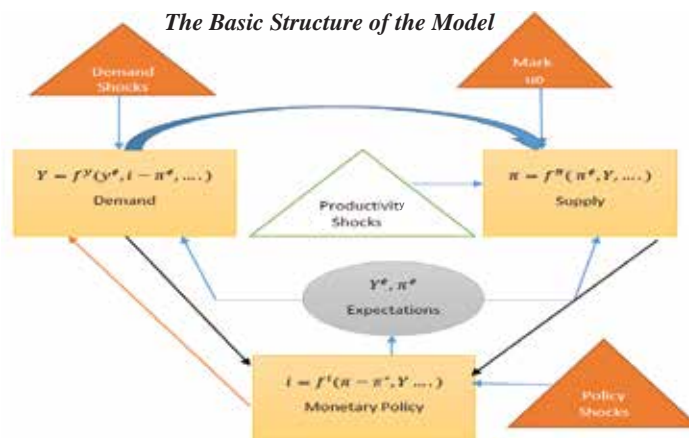 The Basic Structure of the Model
Demand
Shocks
Mark
up
Y = f^y(y^e, i − π^e, ....)
Demand
π = f^π(π^e, Y, ....)
Supply
Productivity
Shocks
Y^e, π^e
Expectations
i = f^i(π − π^*, Y ....)
Monetary Policy
Policy
Shocks